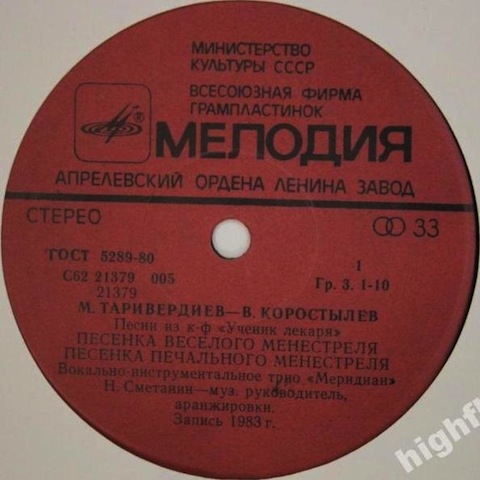 МИНИСТЕРСТВО
КУЛЬТУРЫ СССР
ВСЕСОЮЗНАЯ ФИРМА
ГРАМПЛАСТИНОК
МЕЛОДИЯ
®
АПРЕЛЕВСКИЙ ОРДЕНА ЛЕНИНА ЗАВОД
СТЕРЕО
33
ГОСТ 5289-80
С62 21379 005
21379
1
Гр. 3. 1-10
М. ТАРИВЕРДИЕВ—В. КОРОСТЫЛЕВ
Песни из к-ф «Ученик лекаря»
ПЕСЕНКА ВЕСЕЛОГО МЕНЕСТРЕЛЯ
ПЕСЕНКА ПЕЧАЛЬНОГО МЕНЕСТРЕЛЯ
Вокально-инструментальное трио «Меридиан»
Н. Сметанин—муз. руководитель,
аранжировки.
Запись 1983 г.